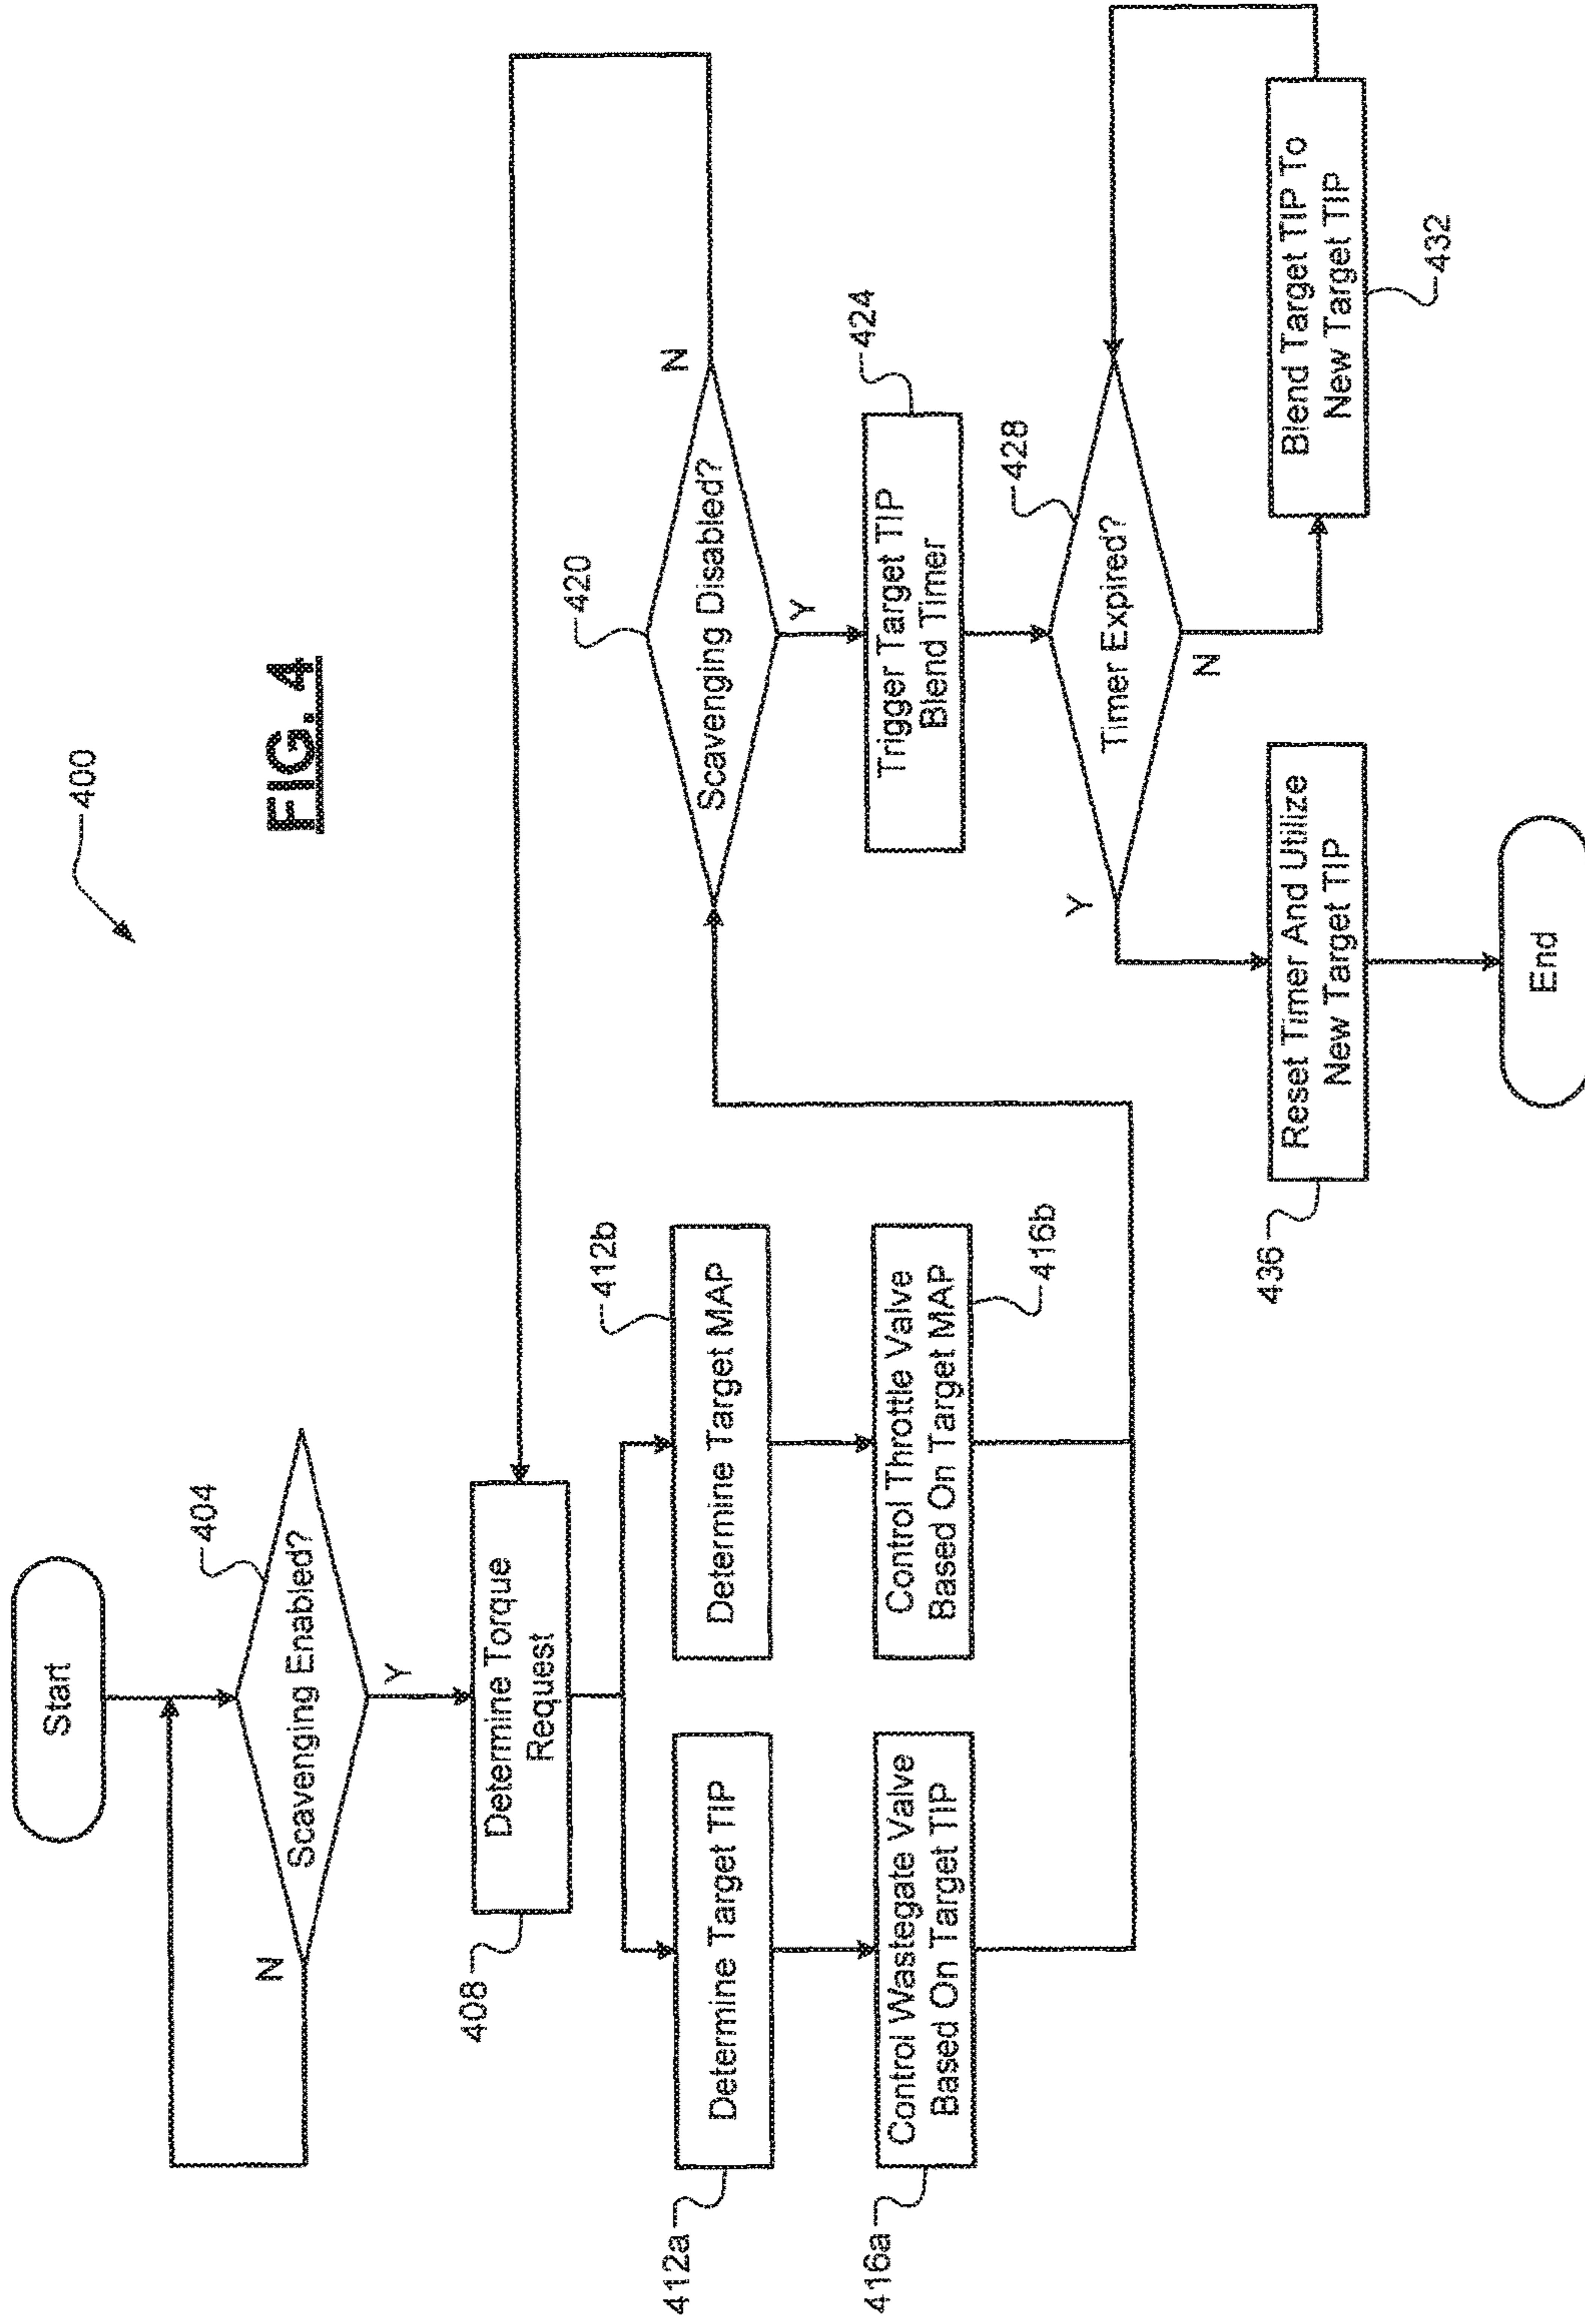 400
FIG. 4
Start
404
Scavenging Enabled?
N
Y
408
Determine Torque
Request
412a
Determine Target TIP
412b
Determine Target MAP
416a
Control Wastegate Valve
Based On Target TIP
Control Throttle Valve
Based On Target MAP
416b
420
Scavenging Disabled?
N
Y
424
Trigger Target TIP
Blend Timer
428
Timer Expired?
Y
N
Blend Target TIP To
New Target TIP
432
436
Reset Timer And Utilize
New Target TIP
End